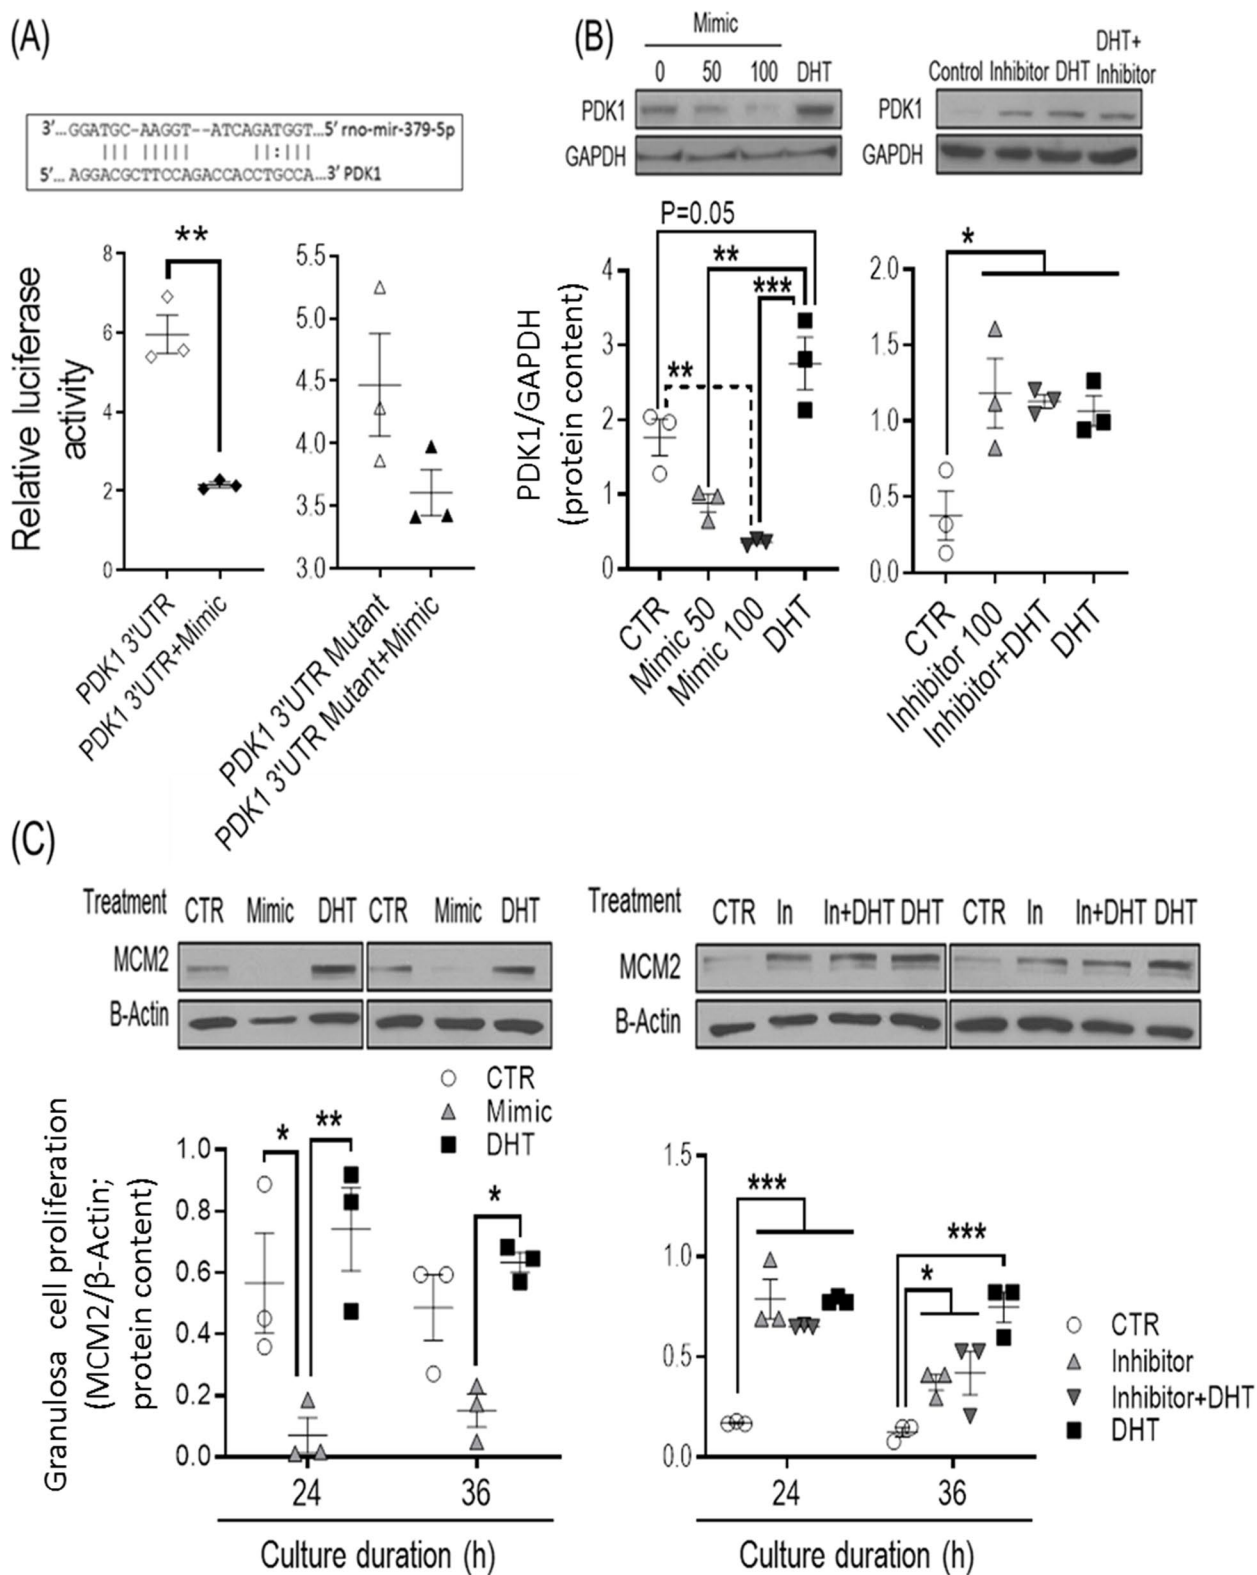 (A)
3'...GGATGC-AAGGT--ATCAGATGGT...5' rno-mir-379-5p
5'... AGGACGCTTCCAGACCACCTGCCA...3' PDK1
Relative luciferase
activity
8
6
4
2
0
**
PDK1 3'UTR
PDK1 3'UTR+Mimic
5.5
5.0
4.5
4.0
3.5
3.0
PDK1 3'UTR Mutant
PDK1 3'UTR Mutant+Mimic
(B)
Mimic
0 50 100 DHT
PDK1
GAPDH
Control Inhibitor DHT DHT+
Inhibitor
PDK1
GAPDH
PDK1/GAPDH
(protein content)
P=0.05
**
***
**
4
3
2
1
0
CTR
Mimic 50
Mimic 100
DHT
*
2.0
1.5
1.0
0.5
0.0
CTR
Inhibitor 100
Inhibitor+DHT
DHT
(C)
Treatment CTR Mimic DHT CTR Mimic DHT
MCM2
B-Actin
Treatment CTR In In+DHT DHT CTR In In+DHT DHT
MCM2
B-Actin
Granulosa cell proliferation
(MCM2/β-Actin;
protein content)
CTR
Mimic
DHT
* ** *
1.0
0.8
0.6
0.4
0.2
0.0
24 36
Culture duration (h)
1.5
1.0
0.5
0.0
***
***
*
CTR
Inhibitor
Inhibitor+DHT
DHT
24 36
Culture duration (h)